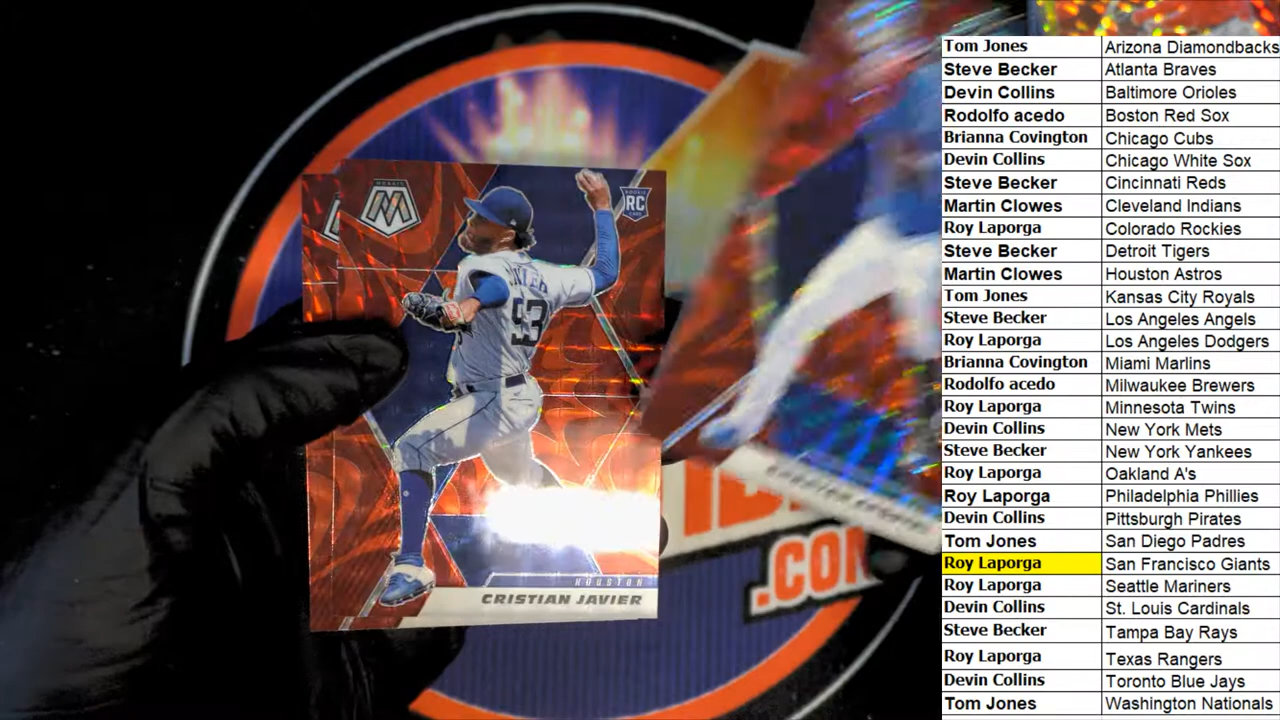 MOSAIC
M
ROOKIE
RC
CARD
93
HOUSTON
CRISTIAN JAVIER
.COM
Tom Jones Arizona Diamondbacks
Steve Becker Atlanta Braves
Devin Collins Baltimore Orioles
Rodolfo acedo Boston Red Sox
Brianna Covington Chicago Cubs
Devin Collins Chicago White Sox
Steve Becker Cincinnati Reds
Martin Clowes Cleveland Indians
Roy Laporga Colorado Rockies
Steve Becker Detroit Tigers
Martin Clowes Houston Astros
Tom Jones Kansas City Royals
Steve Becker Los Angeles Angels
Roy Laporga Los Angeles Dodgers
Brianna Covington Miami Marlins
Rodolfo acedo Milwaukee Brewers
Roy Laporga Minnesota Twins
Devin Collins New York Mets
Steve Becker New York Yankees
Roy Laporga Oakland A's
Roy Laporga Philadelphia Phillies
Devin Collins Pittsburgh Pirates
Tom Jones San Diego Padres
Roy Laporga San Francisco Giants
Roy Laporga Seattle Mariners
Devin Collins St. Louis Cardinals
Steve Becker Tampa Bay Rays
Roy Laporga Texas Rangers
Devin Collins Toronto Blue Jays
Tom Jones Washington Nationals